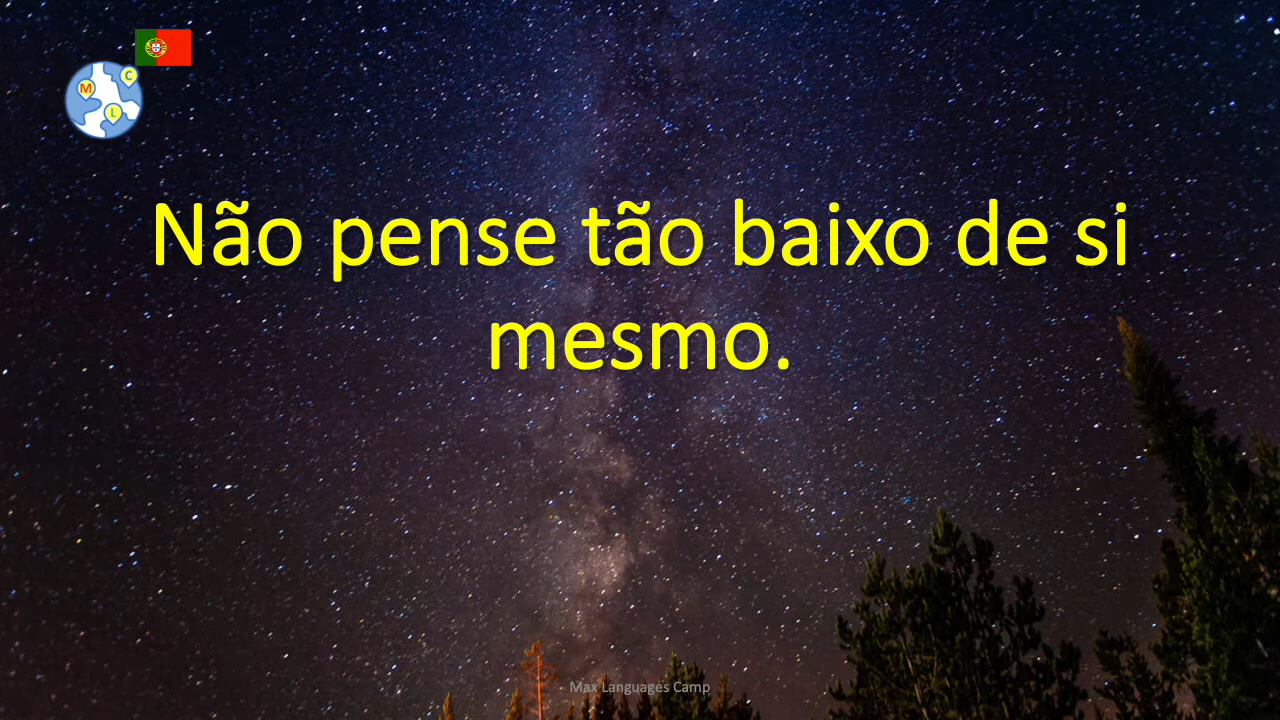 M
C
L
Não pense tão baixo de si
mesmo.
Max Languages Camp